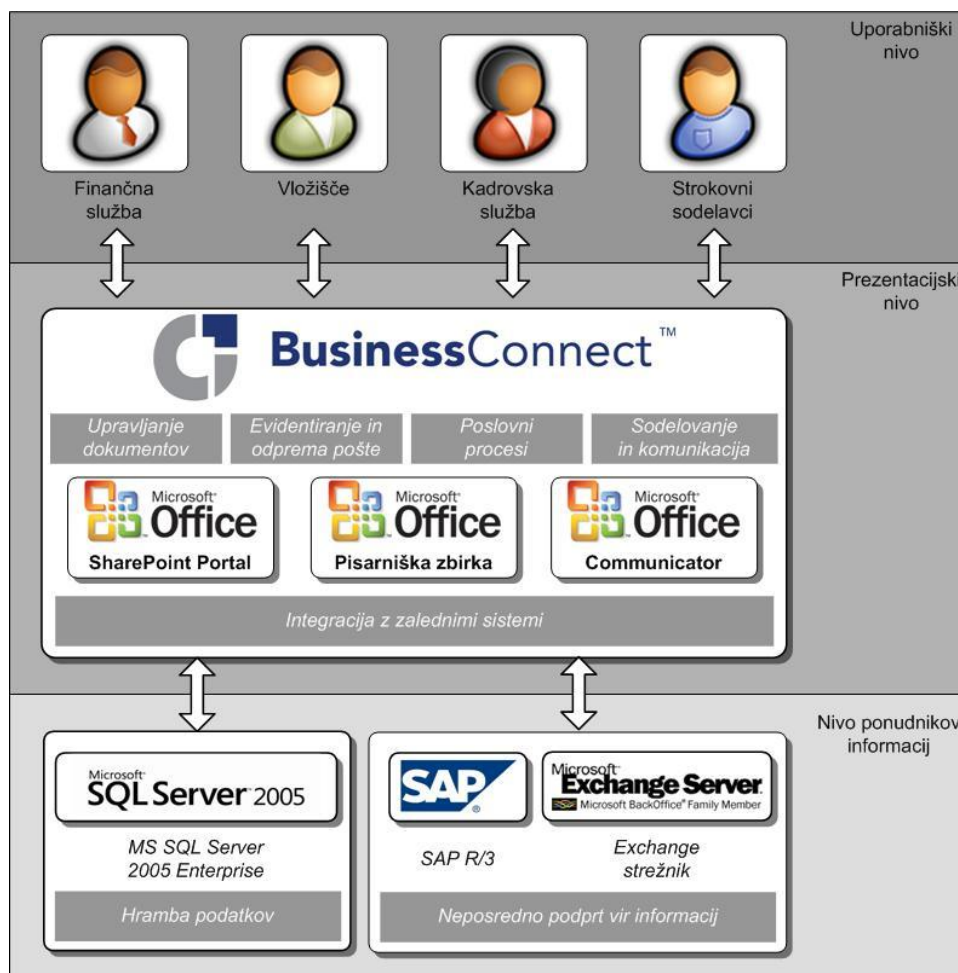 Uporabniški
nivo
Finančna
služba
Vložišče
Kadrovska
služba
Strokovni
sodelavci
Prezentacijski
nivo
BusinessConnect™
Upravljanje
dokumentov
Evidentiranje in
odprema pošte
Poslovni
procesi
Sodelovanje
in komunikacija
Microsoft®
Office
SharePoint Portal
Microsoft®
Office
Pisarniška zbirka
Microsoft®
Office
Communicator
Integracija z zalednimi sistemi
Nivo ponudnikov
informacij
Microsoft®
SQL Server™ 2005
MS SQL Server
2005 Enterprise
Hramba podatkov
SAP®
SAP R/3
Microsoft®
Exchange Server
Microsoft BackOffice® Family Member
Exchange
strežnik
Neposredno podprt vir informacij